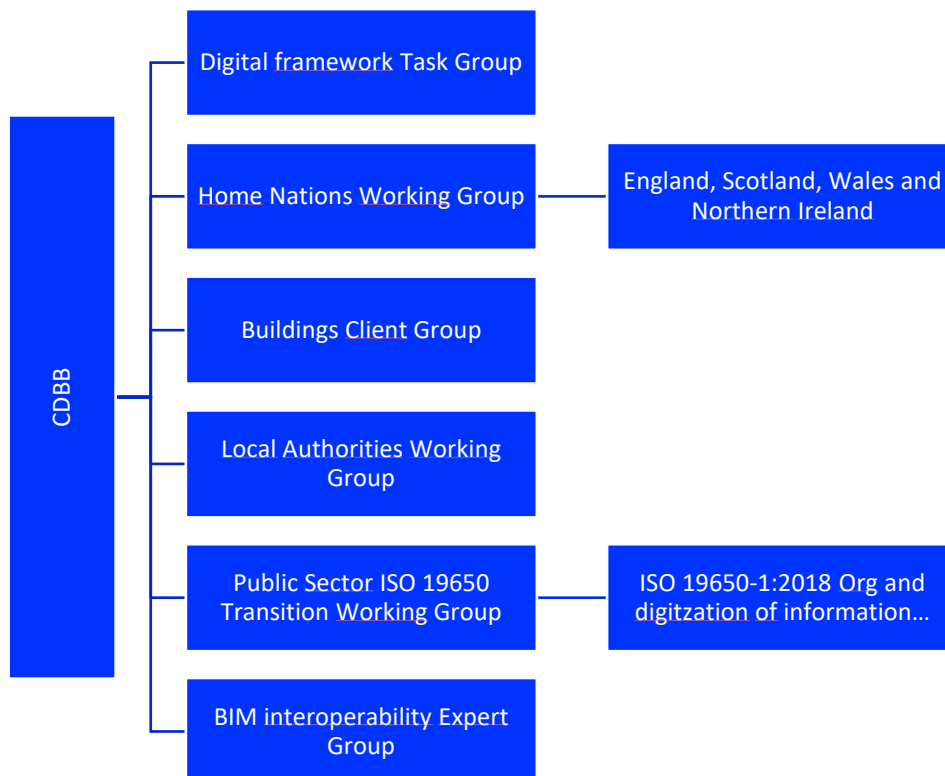 CDBB
Digital framework Task Group
Home Nations Working Group
England, Scotland, Wales and
Northern Ireland
Buildings Client Group
Local Authorities Working
Group
Public Sector ISO 19650
Transition Working Group
ISO 19650-1:2018 Org and
digitzation of information...
BIM interoperability Expert
Group